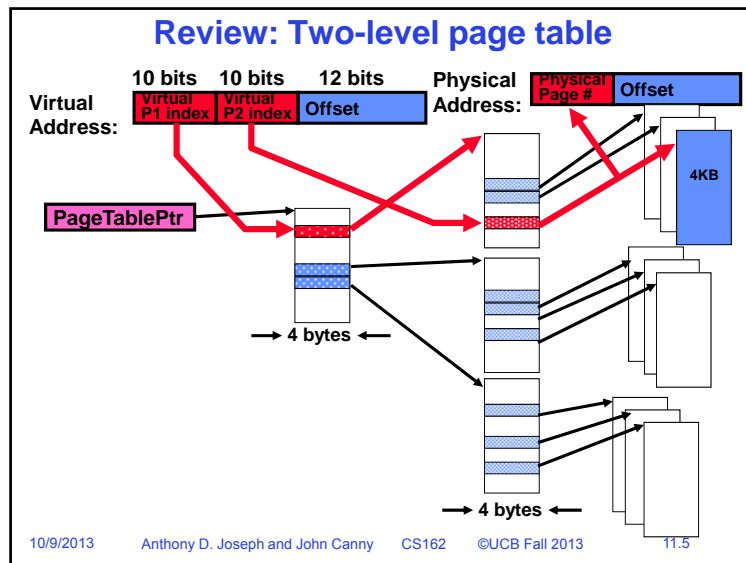 Review: Two-level page table
10 bits 10 bits 12 bits
Virtual Address:
Virtual P1 index
Virtual P2 index
Offset
Physical Address:
Physical Page #
Offset
4KB
PageTablePtr
4 bytes
4 bytes
10/9/2013 Anthony D. Joseph and John Canny CS162 ©UCB Fall 2013 11.5